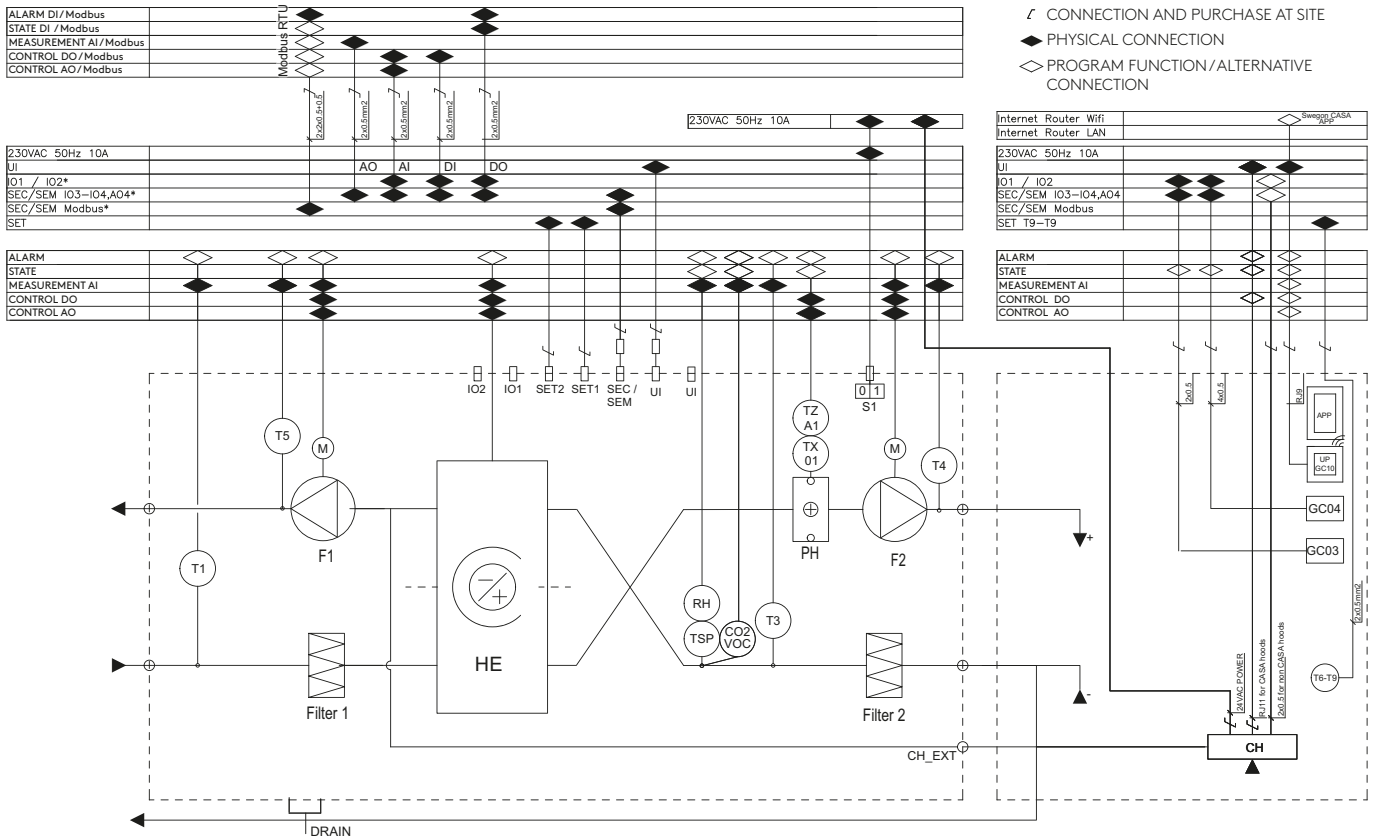 ALARM DI/Modbus
STATE DI /Modbus
MEASUREMENT AI/Modbus
CONTROL DO/Modbus
CONTROL AO/Modbus
Modbus RTU
2x2x0.5+0.5
2x0.5mm2
2x0.5mm2
2x0.5mm2
2x0.5mm2
CONNECTION AND PURCHASE AT SITE
PHYSICAL CONNECTION
PROGRAM FUNCTION/ALTERNATIVE
CONNECTION
230VAC 50Hz 10A
Internet Router Wifi
Swegon CASA
APP
Internet Router LAN
230VAC 50Hz 10A
UI
AO
AI
DI
DO
IO1 / IO2*
SEC/SEM IO3-IO4,AO4*
SEC/SEM Modbus*
SET
230VAC 50Hz 10A
UI
IO1 / IO2
SEC/SEM IO3-IO4,AO4
SEC/SEM Modbus
SET T9-T9
ALARM
STATE
MEASUREMENT AI
CONTROL DO
CONTROL AO
ALARM
STATE
MEASUREMENT AI
CONTROL DO
CONTROL AO
IO2
IO1
SET2
SET1
SEC /
SEM
UI
UI
0 1
S1
2x0.5
4x0.5
RJ9
APP
UP
GC10
GC04
GC03
2x0.5mm2
T6-T9
T5
M
F1
T1
Filter 1
HE
TZ
A1
TX
01
PH
M
F2
T4
RH
TSP
CO2
VOC
T3
Filter 2
24VAC POWER
RJ11 for CASA hoods
2x0.5 for non CASA hoods
CH
CH_EXT
DRAIN
+
-